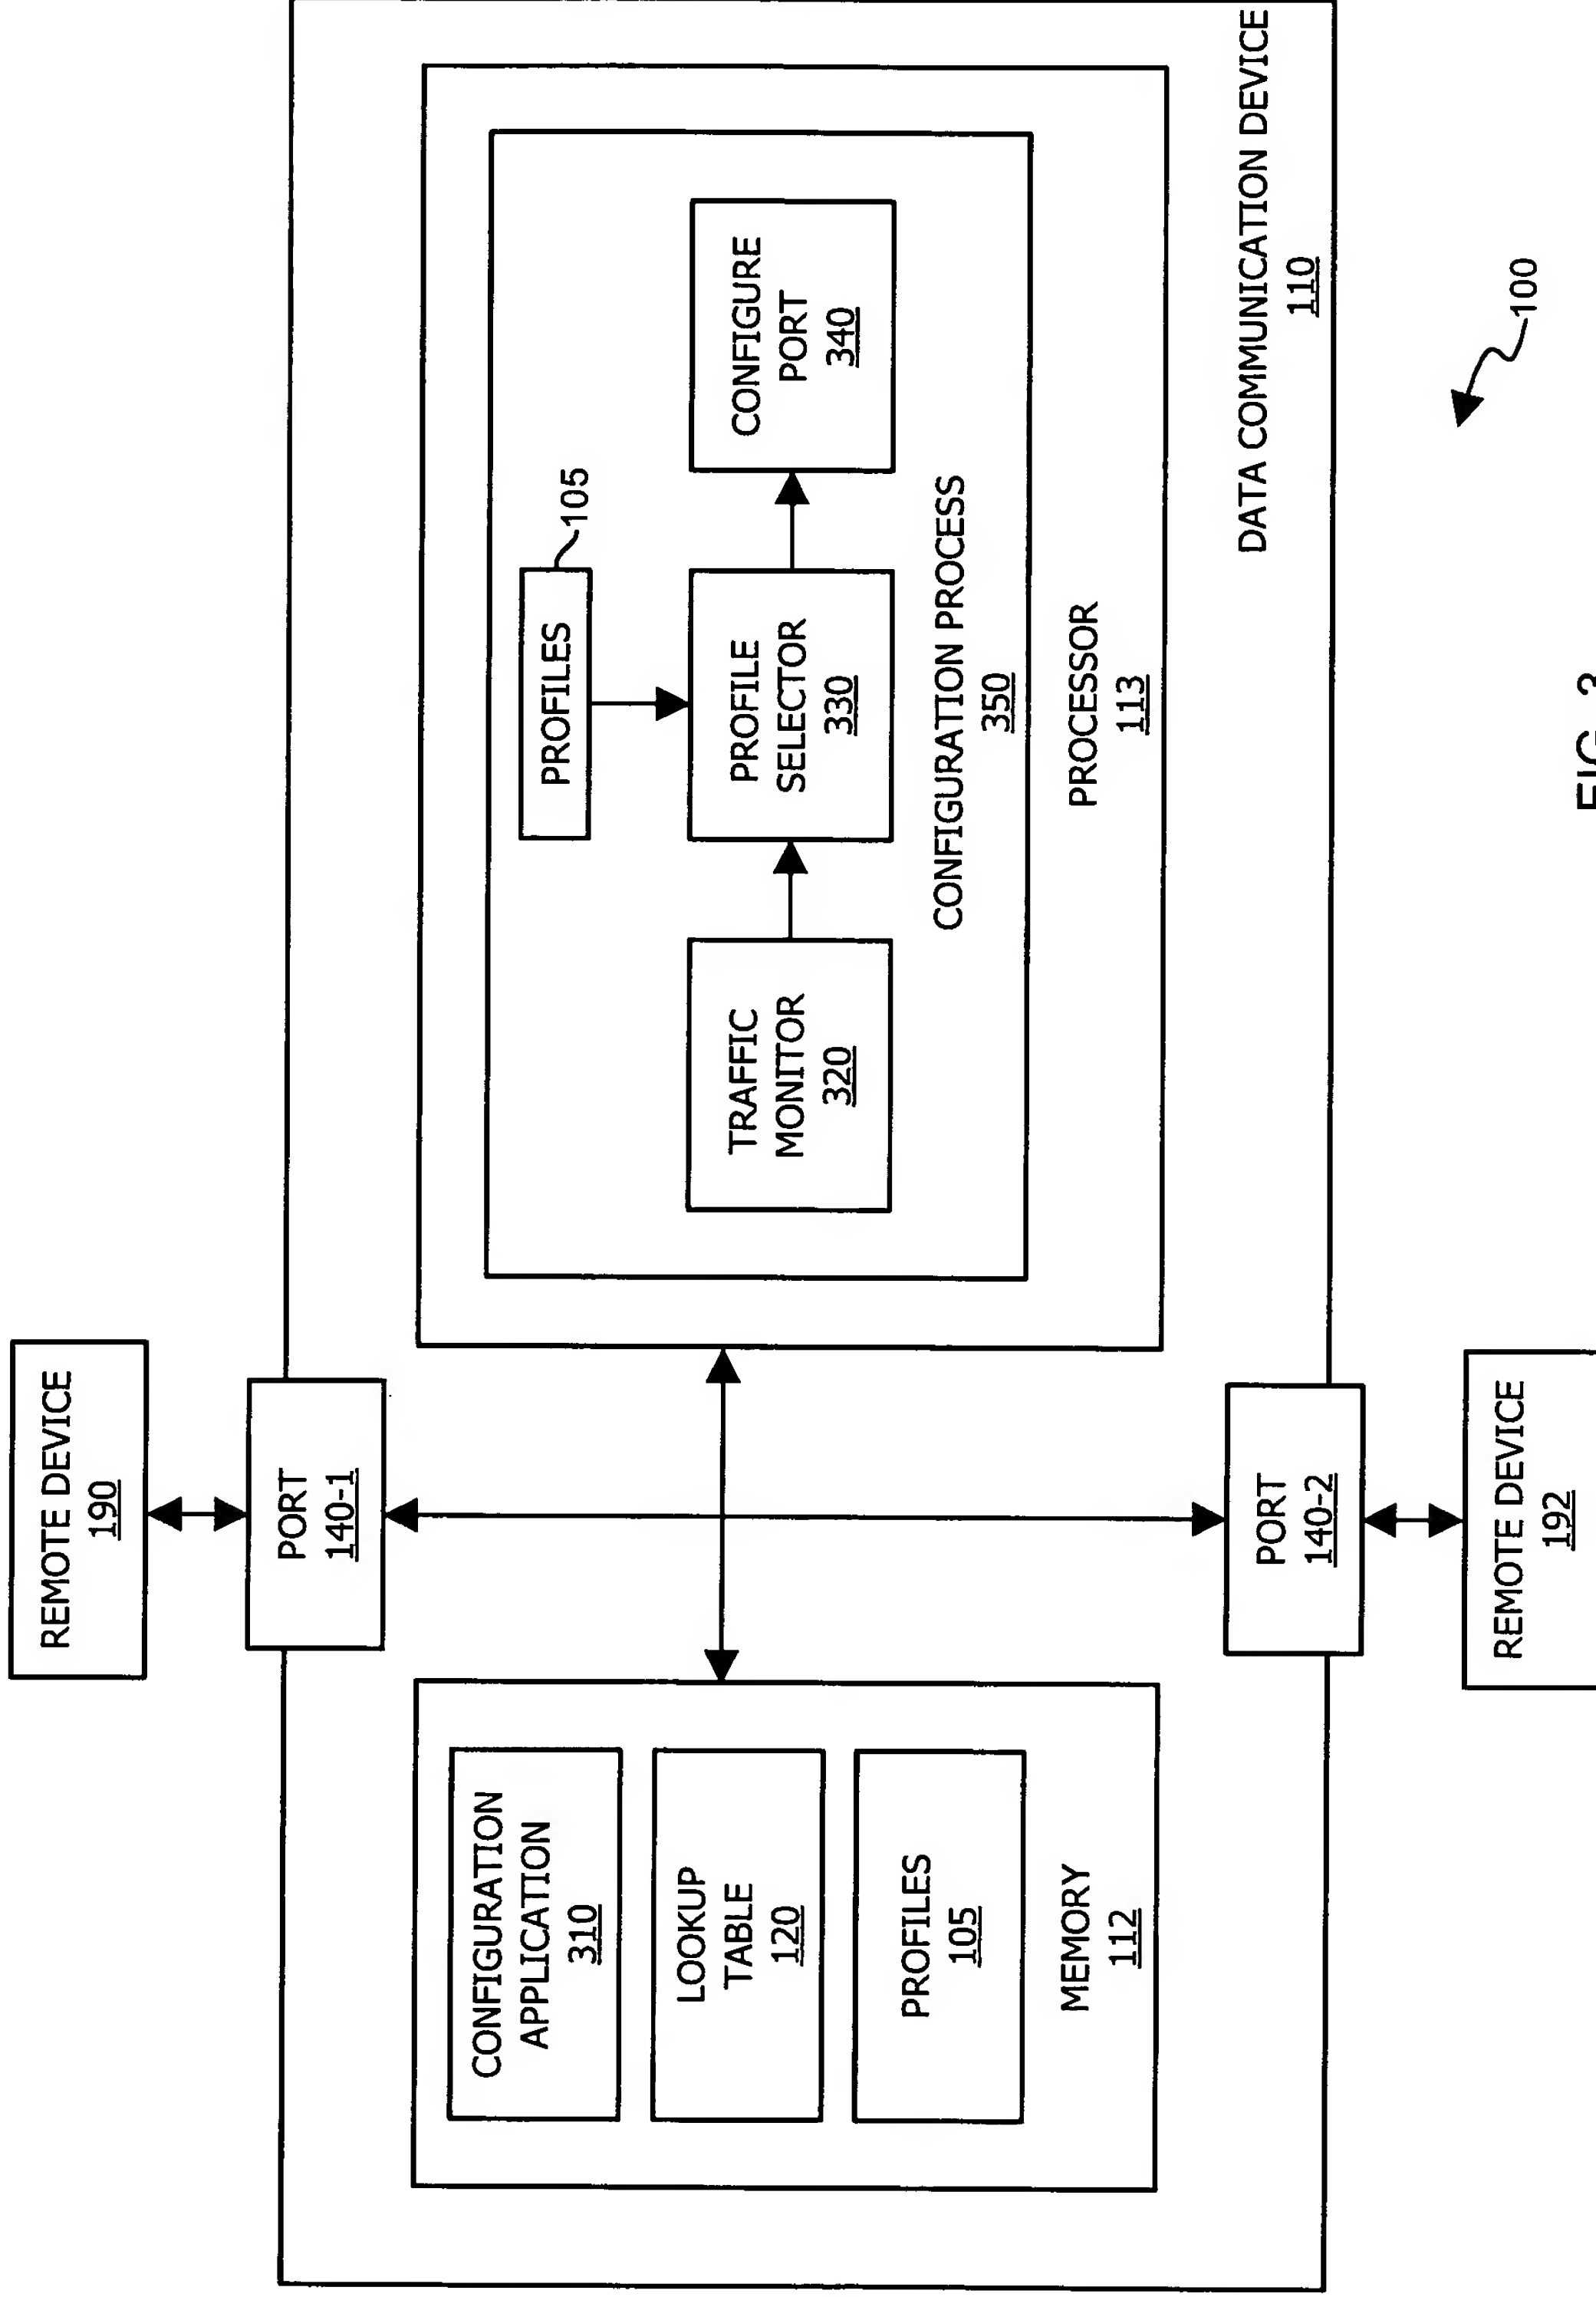 REMOTE DEVICE
190
PORT
140-1
CONFIGURATION
APPLICATION
310
LOOKUP
TABLE
120
PROFILES
105
MEMORY
112
PROFILES
105
TRAFFIC
MONITOR
320
PROFILE
SELECTOR
330
CONFIGURE
PORT
340
CONFIGURATION PROCESS
350
PROCESSOR
113
DATA COMMUNICATION DEVICE
110
PORT
140-2
REMOTE DEVICE
192
100
FIG. 3